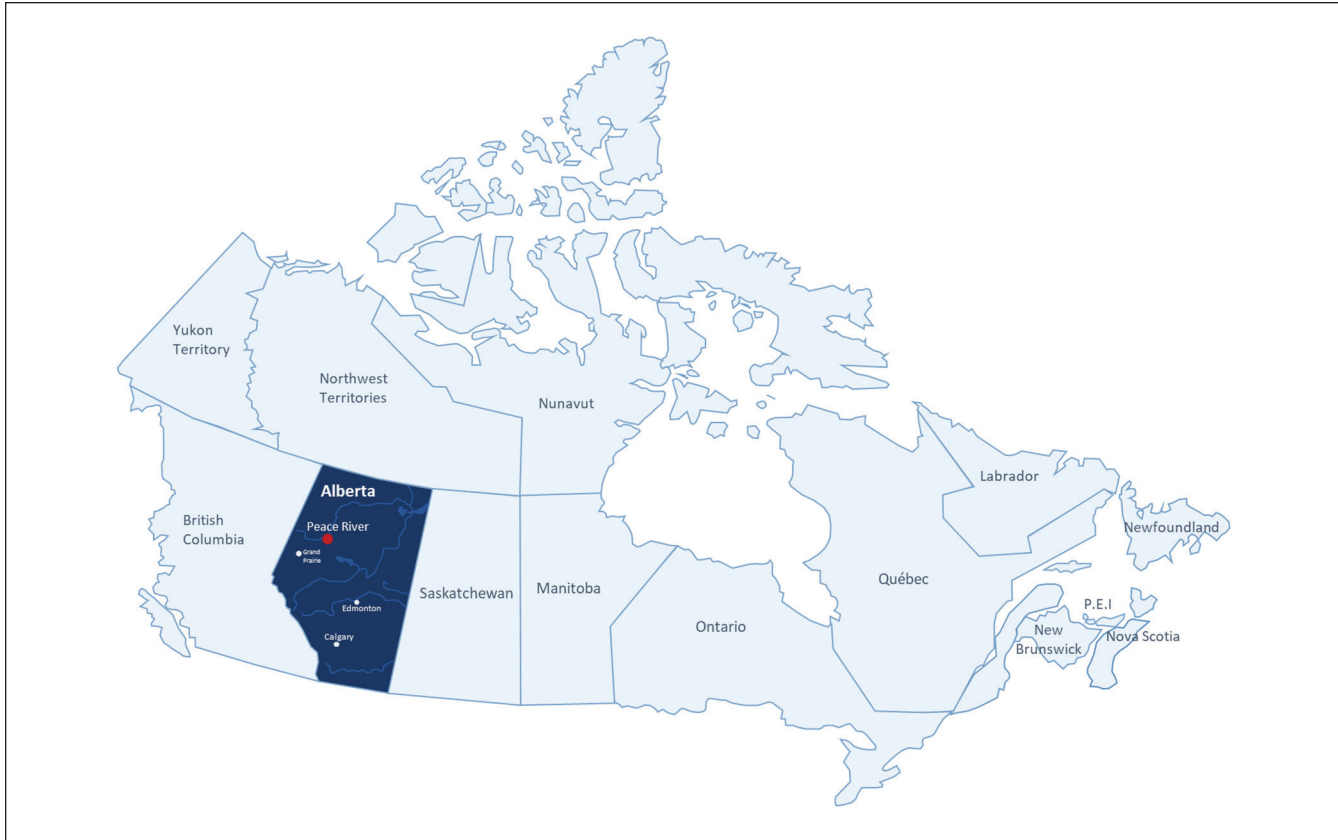 Yukon
Territory
Northwest
Territories
Nunavut
Labrador
Alberta
British
Columbia
Peace River
Newfoundland
Grand
Prairie
Québec
Saskatchewan
Manitoba
Edmonton
P.E.I
Ontario
New
Brunswick
Nova Scotia
Calgary